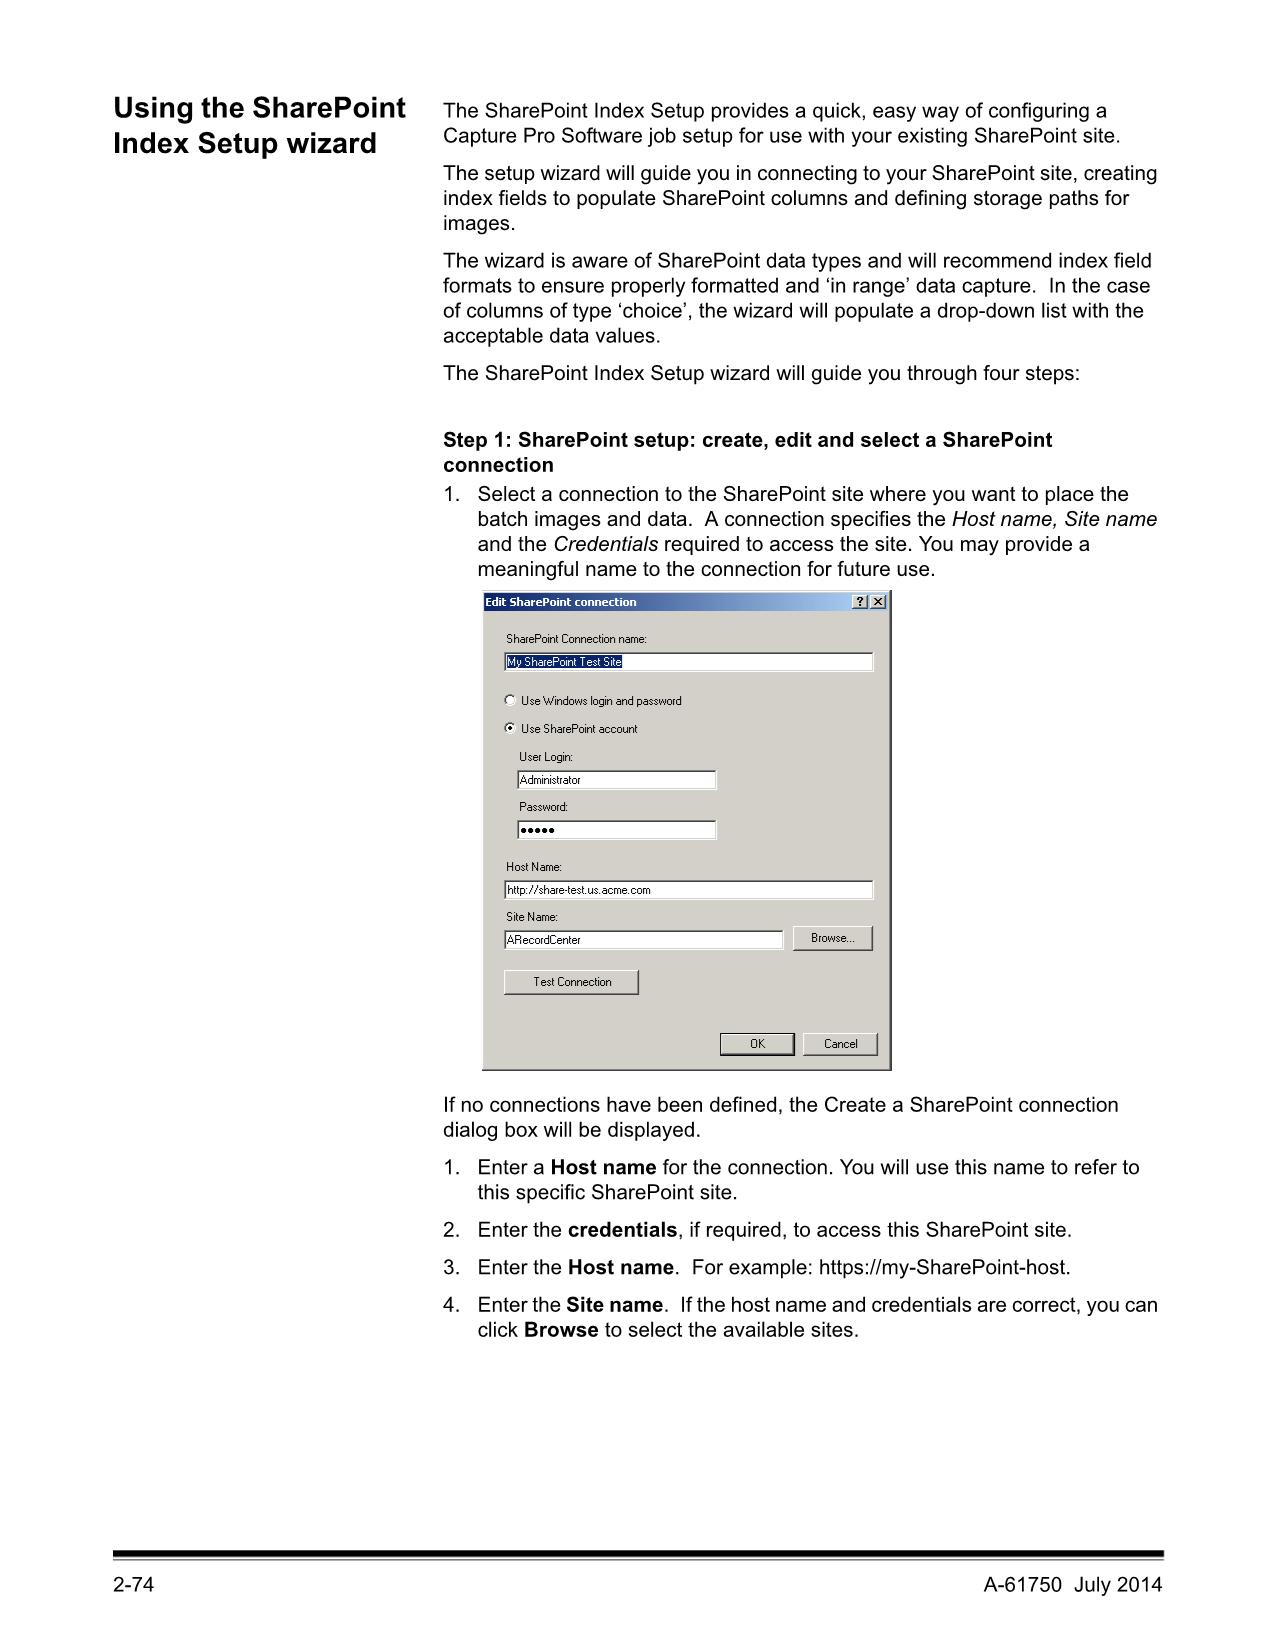 Using the SharePoint
Index Setup wizard
The SharePoint Index Setup provides a quick, easy way of configuring a
Capture Pro Software job setup for use with your existing SharePoint site.
The setup wizard will guide you in connecting to your SharePoint site, creating
index fields to populate SharePoint columns and defining storage paths for
images.
The wizard is aware of SharePoint data types and will recommend index field
formats to ensure properly formatted and ‘in range’ data capture.  In the case
of columns of type ‘choice’, the wizard will populate a drop-down list with the
acceptable data values.
The SharePoint Index Setup wizard will guide you through four steps:
Step 1: SharePoint setup: create, edit and select a SharePoint
connection
1. Select a connection to the SharePoint site where you want to place the
batch images and data.  A connection specifies the Host name, Site name
and the Credentials required to access the site. You may provide a
meaningful name to the connection for future use.
Edit SharePoint connection
SharePoint Connection name:
My SharePoint Test Site
Use Windows login and password
Use SharePoint account
User Login:
Administrator
Password:
●●●●●
Host Name:
http://share-test.us.acme.com
Site Name:
ARecordCenter
Browse...
Test Connection
OK
Cancel
If no connections have been defined, the Create a SharePoint connection
dialog box will be displayed.
1. Enter a Host name for the connection. You will use this name to refer to
this specific SharePoint site.
2. Enter the credentials, if required, to access this SharePoint site.
3. Enter the Host name.  For example: https://my-SharePoint-host.
4. Enter the Site name.  If the host name and credentials are correct, you can
click Browse to select the available sites.
2-74
A-61750  July 2014